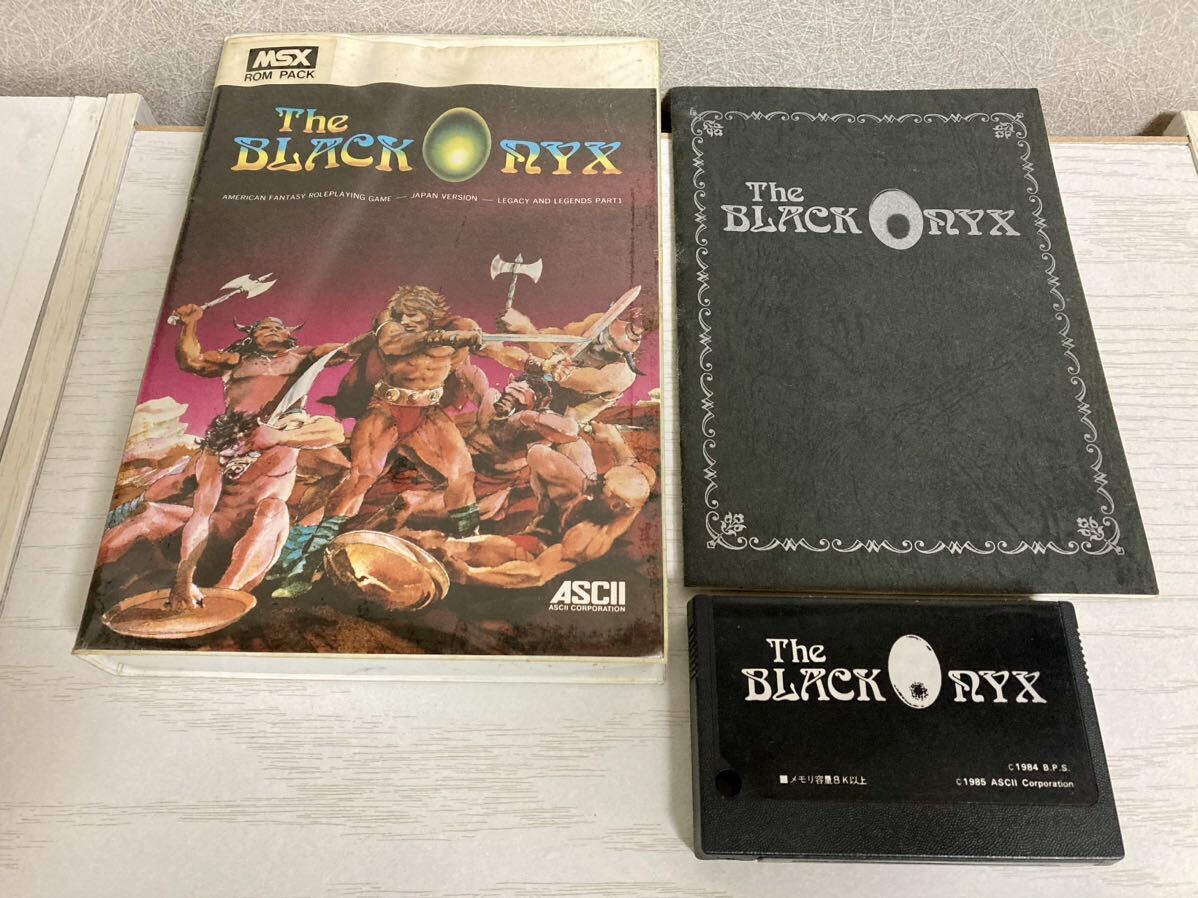 MSX
ROM PACK
The
BLACK ONYX
AMERICAN FANTASY ROLEPLAYING GAME — JAPAN VERSION — LEGACY AND LEGENDS PART1
ASCII
ASCII CORPORATION
The
BLACK ONYX
The
BLACK ONYX
■メモリ容量8K以上
©1984 B.P.S.
©1985 ASCII Corporation